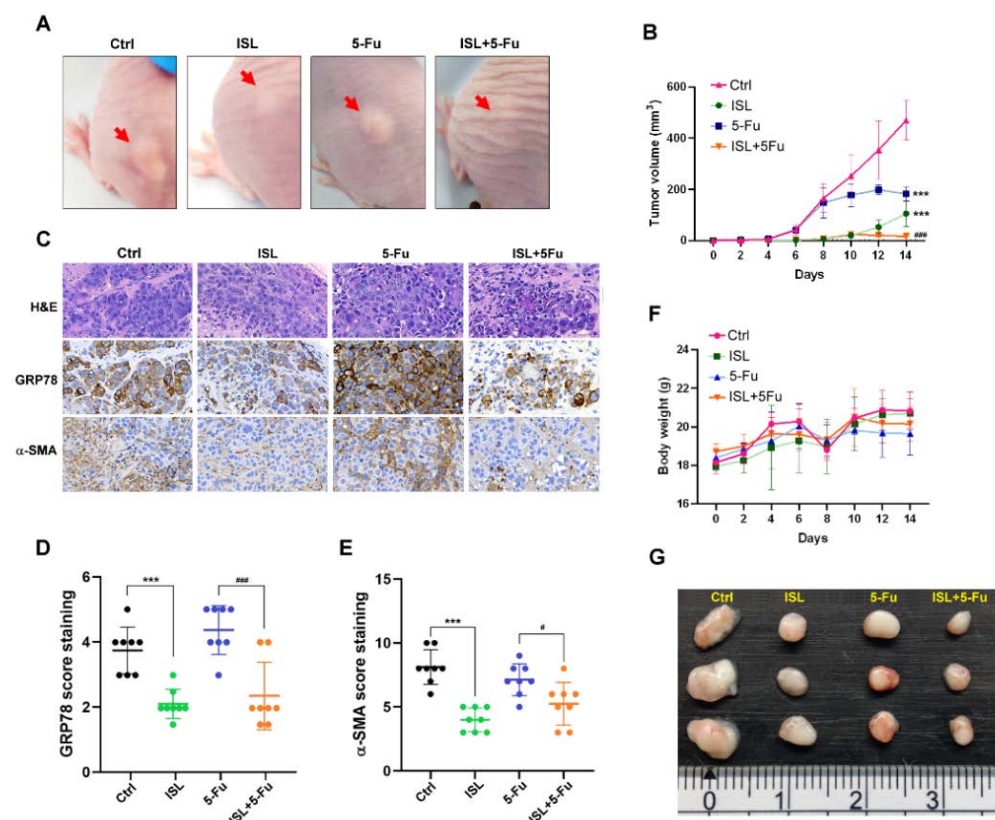 A
Ctrl ISL 5-Fu ISL+5-Fu
B
Tumor volume (mm3)
600
400
200
0
Ctrl
ISL
5-Fu
ISL+5Fu
***
***
###
0 2 4 6 8 10 12 14
Days
C
Ctrl ISL 5-Fu ISL+5Fu
H&E
GRP78
α-SMA
F
Body weight (g)
24
22
20
18
16
Ctrl
ISL
5-Fu
ISL+5Fu
0 2 4 6 8 10 12 14
Days
D
GRP78 score staining
6
4
2
0
*** ###
Ctrl ISL 5-Fu ISL+5-Fu
E
α-SMA score staining
15
10
5
0
*** #
Ctrl ISL 5-Fu ISL+5-Fu
G
Ctrl ISL 5-Fu ISL+5-Fu
0 1 2 3